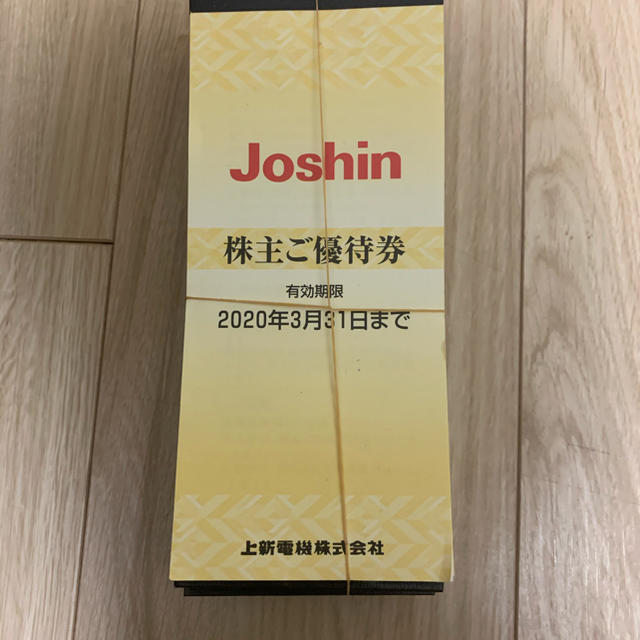 Joshin
株主ご優待券
有効期限
2020年3月31日まで
上新電機株式会社